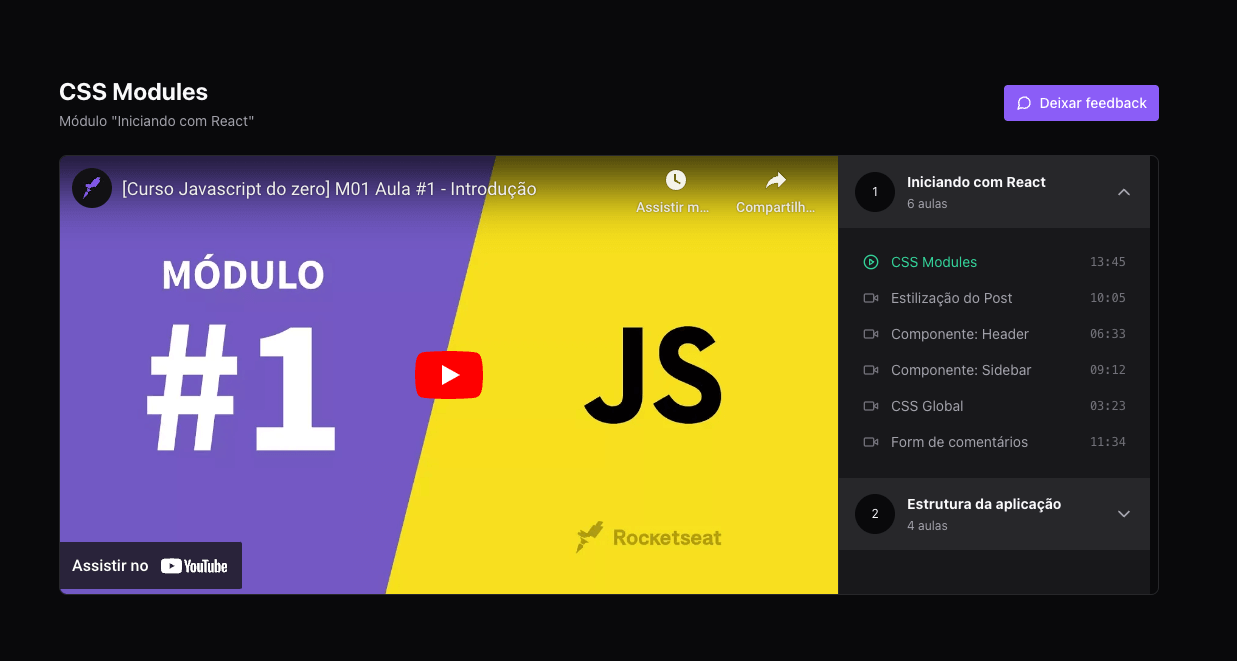 CSS Modules
Módulo "Iniciando com React"
Deixar feedback
[Curso Javascript do zero] M01 Aula #1 - Introdução
Assistir m...
Compartilh...
MÓDULO
#1
JS
Rocketseat
Assistir no YouTube
1
Iniciando com React
6 aulas
CSS Modules 13:45
Estilização do Post 10:05
Componente: Header 06:33
Componente: Sidebar 09:12
CSS Global 03:23
Form de comentários 11:34
2
Estrutura da aplicação
4 aulas